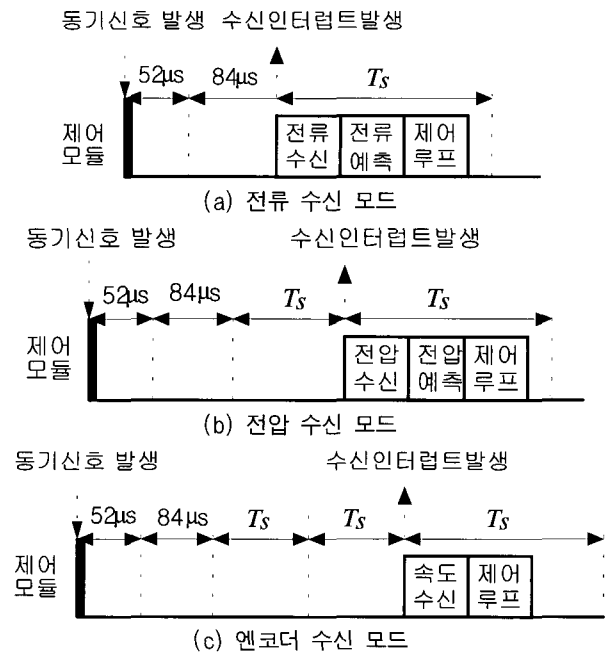 동기신호 발생 수신인터럽트발생
52μs 84μs Ts
제어
모듈
전류
수신
전류
예측
제어
루프
(a) 전류 수신 모드
동기신호 발생 수신인터럽트발생
52μs 84μs Ts Ts
제어
모듈
전압
수신
전압
예측
제어
루프
(b) 전압 수신 모드
동기신호 발생 수신인터럽트발생
52μs 84μs Ts Ts Ts
제어
모듈
속도
수신
제어
루프
(c) 엔코더 수신 모드